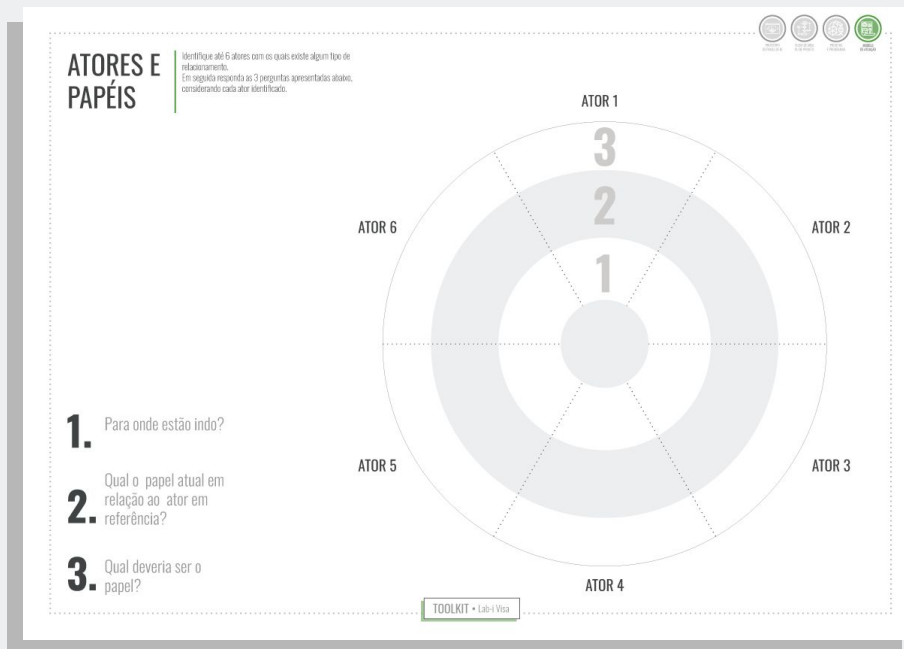 ATORES E
PAPÉIS
Identifique até 6 atores com os quais existe algum tipo de
relacionamento.
Em seguida responda as 3 perguntas apresentadas abaixo,
considerando cada ator identificado.
ATOR 1
3
2
1
ATOR 6
ATOR 2
ATOR 5
ATOR 3
ATOR 4
1. Para onde estão indo?
2. Qual o papel atual em
relação ao ator em
referência?
3. Qual deveria ser o
papel?
TOOLKIT • Lab-i Visa